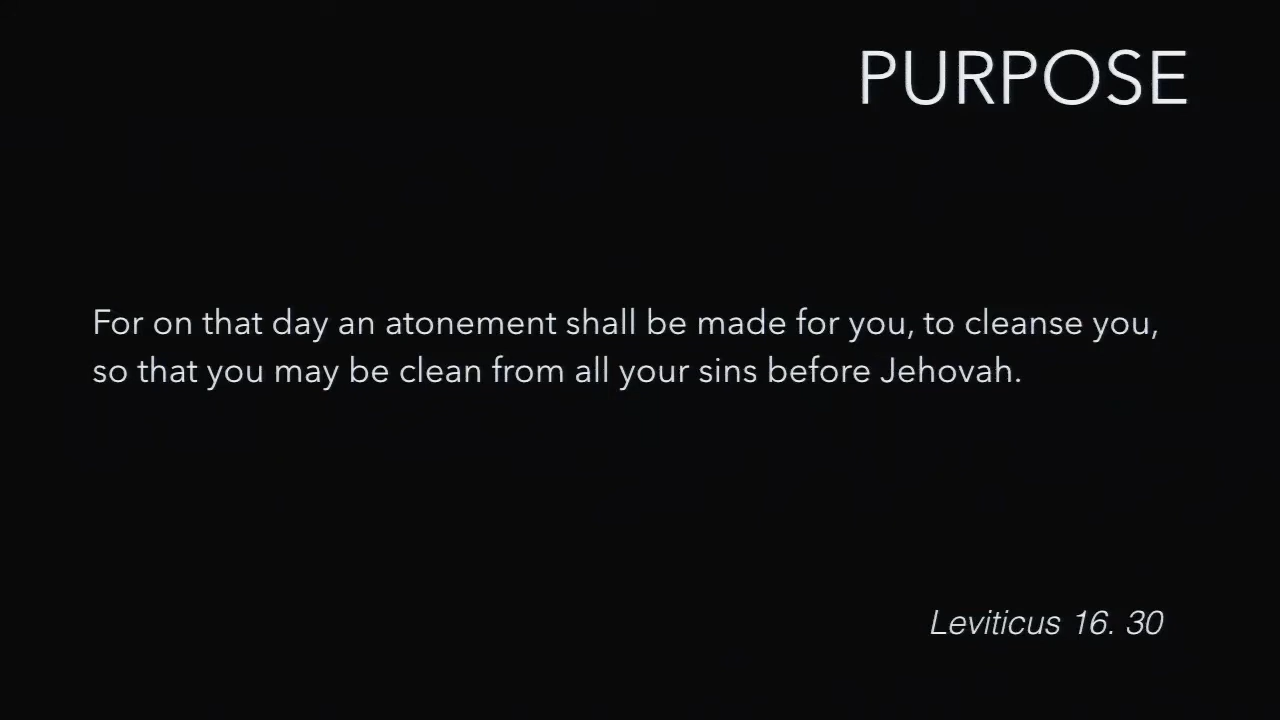 PURPOSE
For on that day an atonement shall be made for you, to cleanse you,
so that you may be clean from all your sins before Jehovah.
Leviticus 16. 30